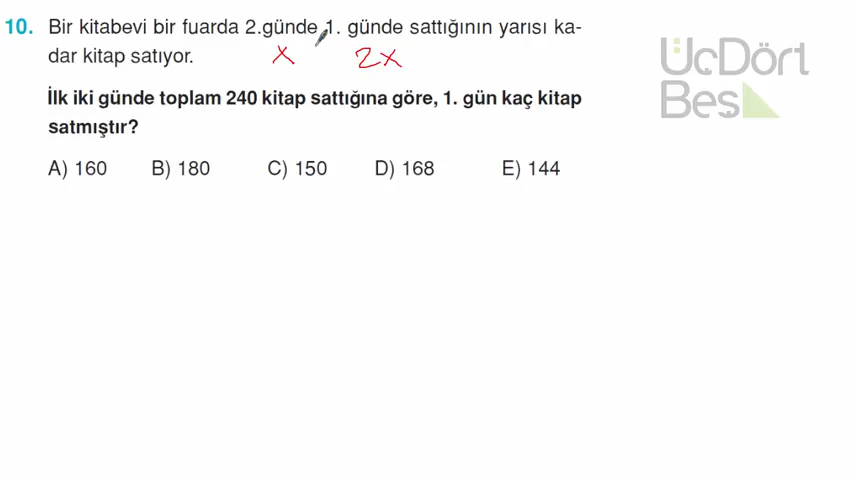 10. Bir kitabevi bir fuarda 2.günde 1. günde sattığının yarısı ka-
dar kitap satıyor.
x 2x
İlk iki günde toplam 240 kitap sattığına göre, 1. gün kaç kitap
satmıştır?
A) 160 B) 180 C) 150 D) 168 E) 144
ÜçDört
Beş